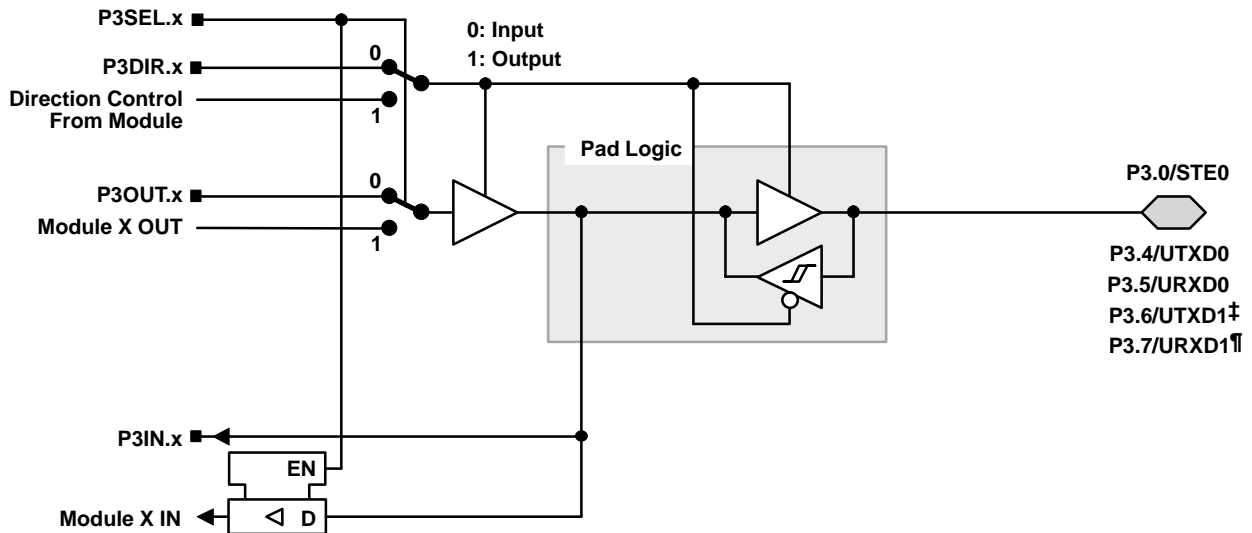 P3SEL.x
0: Input
1: Output
P3DIR.x
0
Direction Control
From Module
1
Pad Logic
P3OUT.x
0
Module X OUT
1
P3.0/STE0
P3.4/UTXD0
P3.5/URXD0
P3.6/UTXD1‡
P3.7/URXD1¶
P3IN.x
EN
Module X IN
D